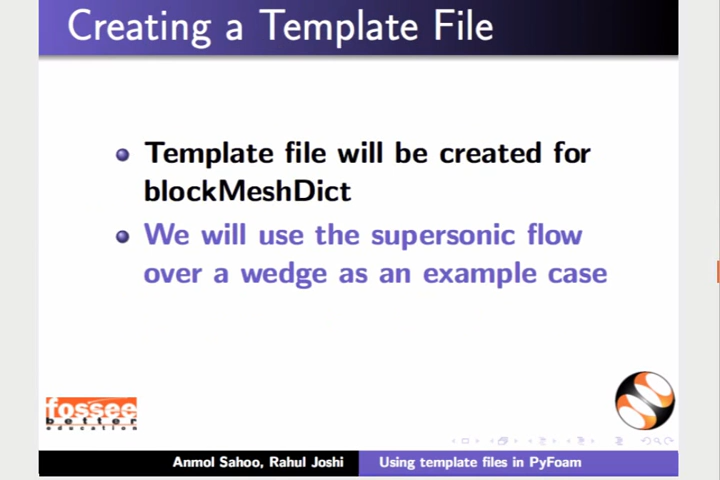 Creating a Template File
Template file will be created for
blockMeshDict
We will use the supersonic flow
over a wedge as an example case
fossee
better
education
Anmol Sahoo, Rahul Joshi
Using template files in PyFoam